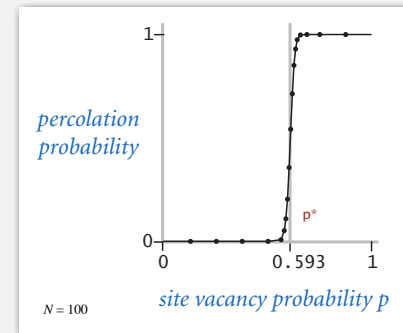 1
percolation
probability
p*
0
0 0.593 1
site vacancy probability p
N = 100